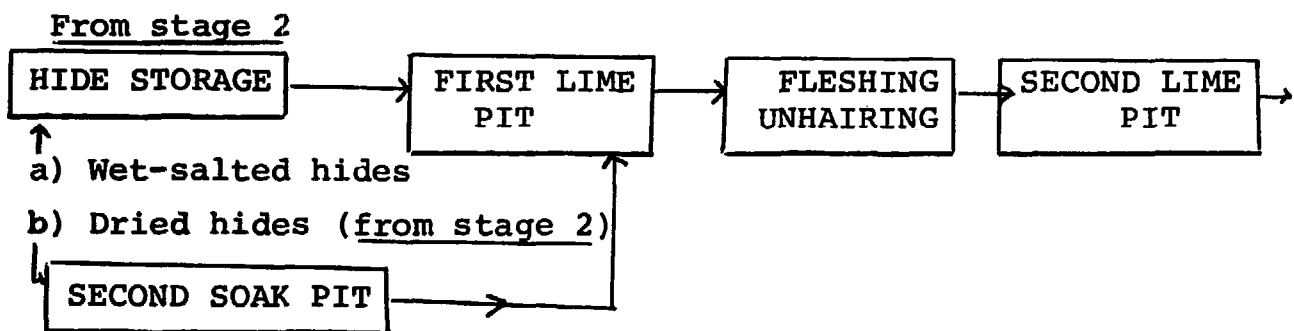 From stage 2
HIDE STORAGE
FIRST LIME
PIT
FLESHING
UNHAIRING
SECOND LIME
PIT
a) Wet-salted hides
b) Dried hides (from stage 2)
SECOND SOAK PIT